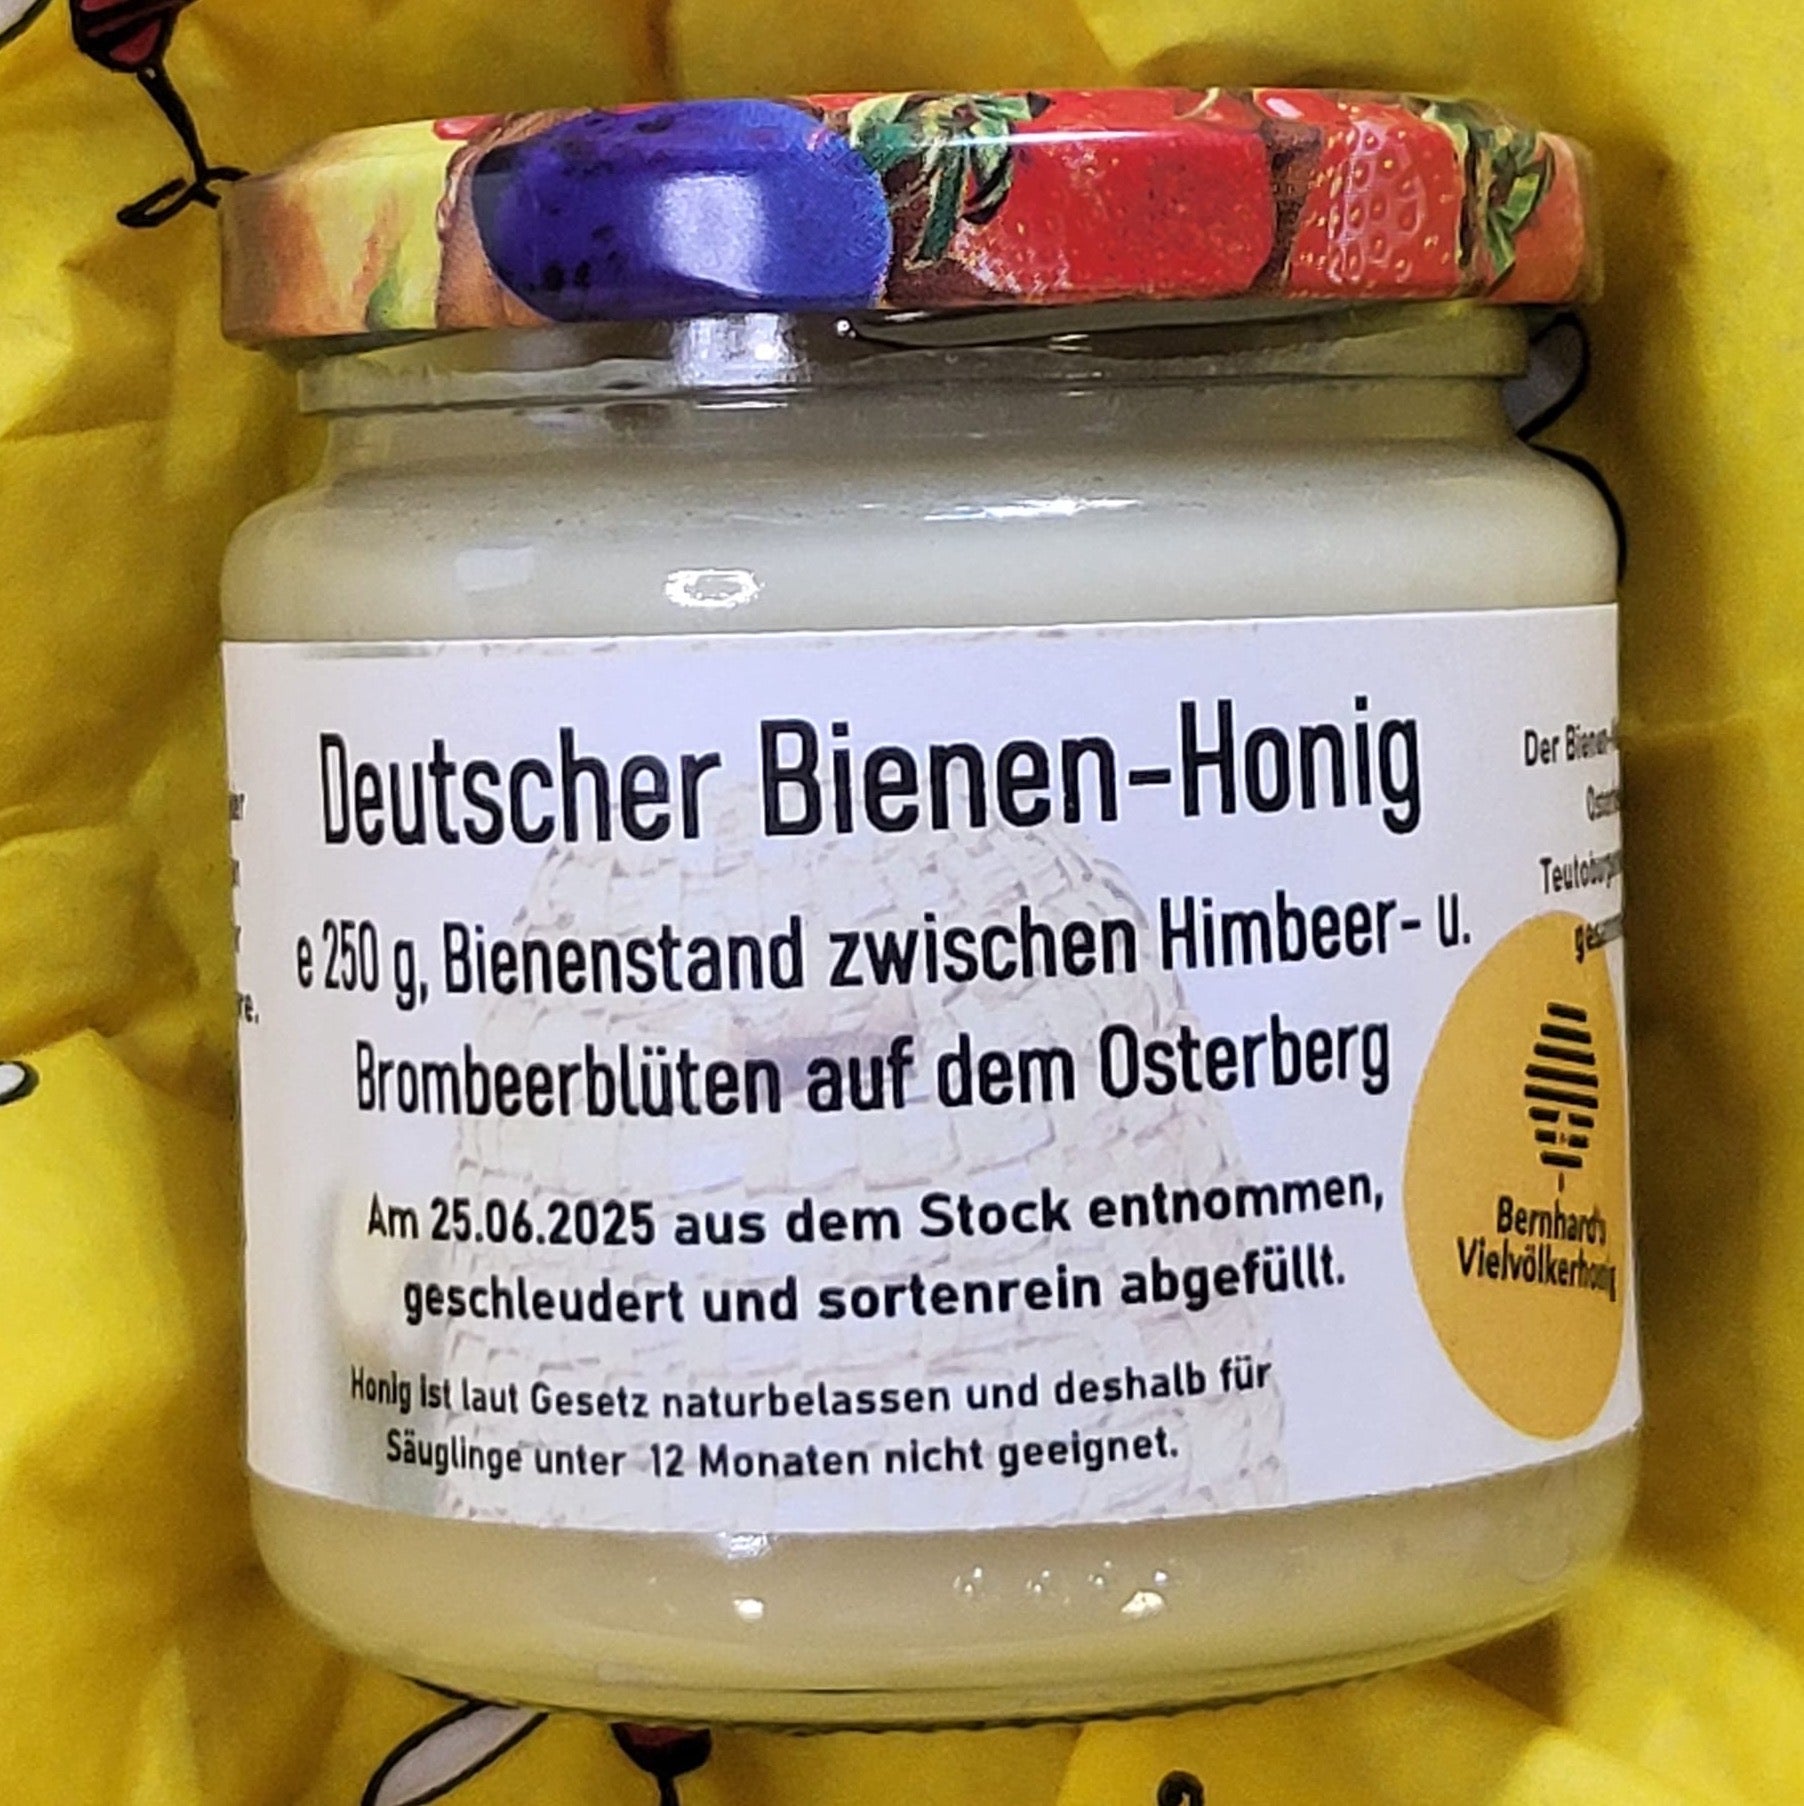 Deutscher Bienen-Honig
e 250 g, Bienenstand zwischen Himbeer- u.
Brombeerblüten auf dem Osterberg
Am 25.06.2025 aus dem Stock entnommen,
geschleudert und sortenrein abgefüllt.
Honig ist laut Gesetz naturbelassen und deshalb für
Säuglinge unter 12 Monaten nicht geeignet.
Der
Bernhard's
Vielvölkerhonig